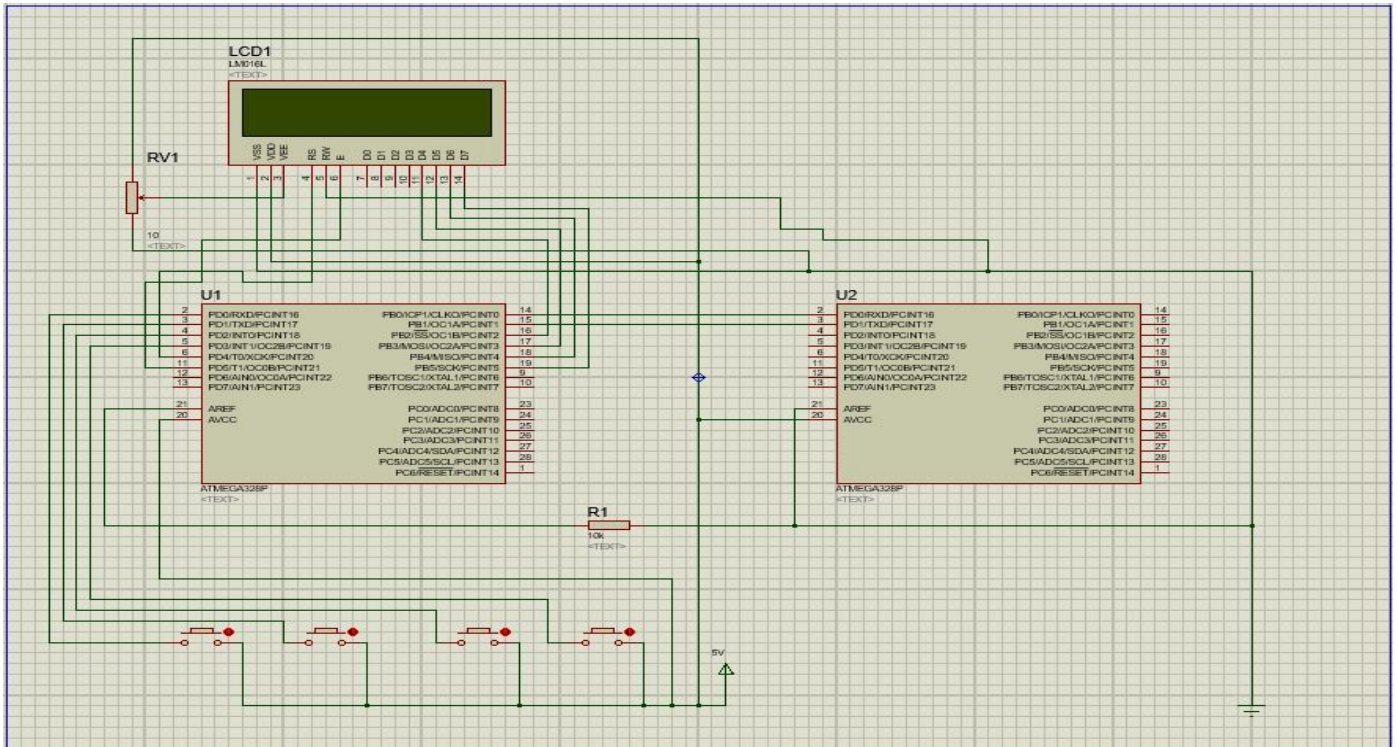 LCD1
LM016L
<TEXT>
VSS VDD VEE RS RW E D0 D1 D2 D3 D4 D5 D6 D7
1 2 3 4 5 6 7 8 9 10 11 12 13 14
RV1
10
<TEXT>
U1
2 PD0/RXD/PCINT16 PB0/ICP1/CLKO/PCINT0 14
3 PD1/TXD/PCINT17 PB1/OC1A/PCINT1 15
4 PD2/INT0/PCINT18 PB2/SS/OC1B/PCINT2 16
5 PD3/INT1/OC2B/PCINT19 PB3/MOSI/OC2A/PCINT3 17
6 PD4/T0/XCK/PCINT20 PB4/MISO/PCINT4 18
11 PD5/T1/OC0B/PCINT21 PB5/SCK/PCINT5 19
12 PD6/AIN0/OC0A/PCINT22 PB6/TOSC1/XTAL1/PCINT6 9
13 PD7/AIN1/PCINT23 PB7/TOSC2/XTAL2/PCINT7 10
21 AREF PC0/ADC0/PCINT8 23
20 AVCC PC1/ADC1/PCINT9 24
PC2/ADC2/PCINT10 25
PC3/ADC3/PCINT11 26
PC4/ADC4/SDA/PCINT12 27
PC5/ADC5/SCL/PCINT13 28
PC6/RESET/PCINT14 1
ATMEGA328P
<TEXT>
U2
2 PD0/RXD/PCINT16 PB0/ICP1/CLKO/PCINT0 14
3 PD1/TXD/PCINT17 PB1/OC1A/PCINT1 15
4 PD2/INT0/PCINT18 PB2/SS/OC1B/PCINT2 16
5 PD3/INT1/OC2B/PCINT19 PB3/MOSI/OC2A/PCINT3 17
6 PD4/T0/XCK/PCINT20 PB4/MISO/PCINT4 18
11 PD5/T1/OC0B/PCINT21 PB5/SCK/PCINT5 19
12 PD6/AIN0/OC0A/PCINT22 PB6/TOSC1/XTAL1/PCINT6 9
13 PD7/AIN1/PCINT23 PB7/TOSC2/XTAL2/PCINT7 10
21 AREF PC0/ADC0/PCINT8 23
20 AVCC PC1/ADC1/PCINT9 24
PC2/ADC2/PCINT10 25
PC3/ADC3/PCINT11 26
PC4/ADC4/SDA/PCINT12 27
PC5/ADC5/SCL/PCINT13 28
PC6/RESET/PCINT14 1
ATMEGA328P
<TEXT>
R1
10k
<TEXT>
5V